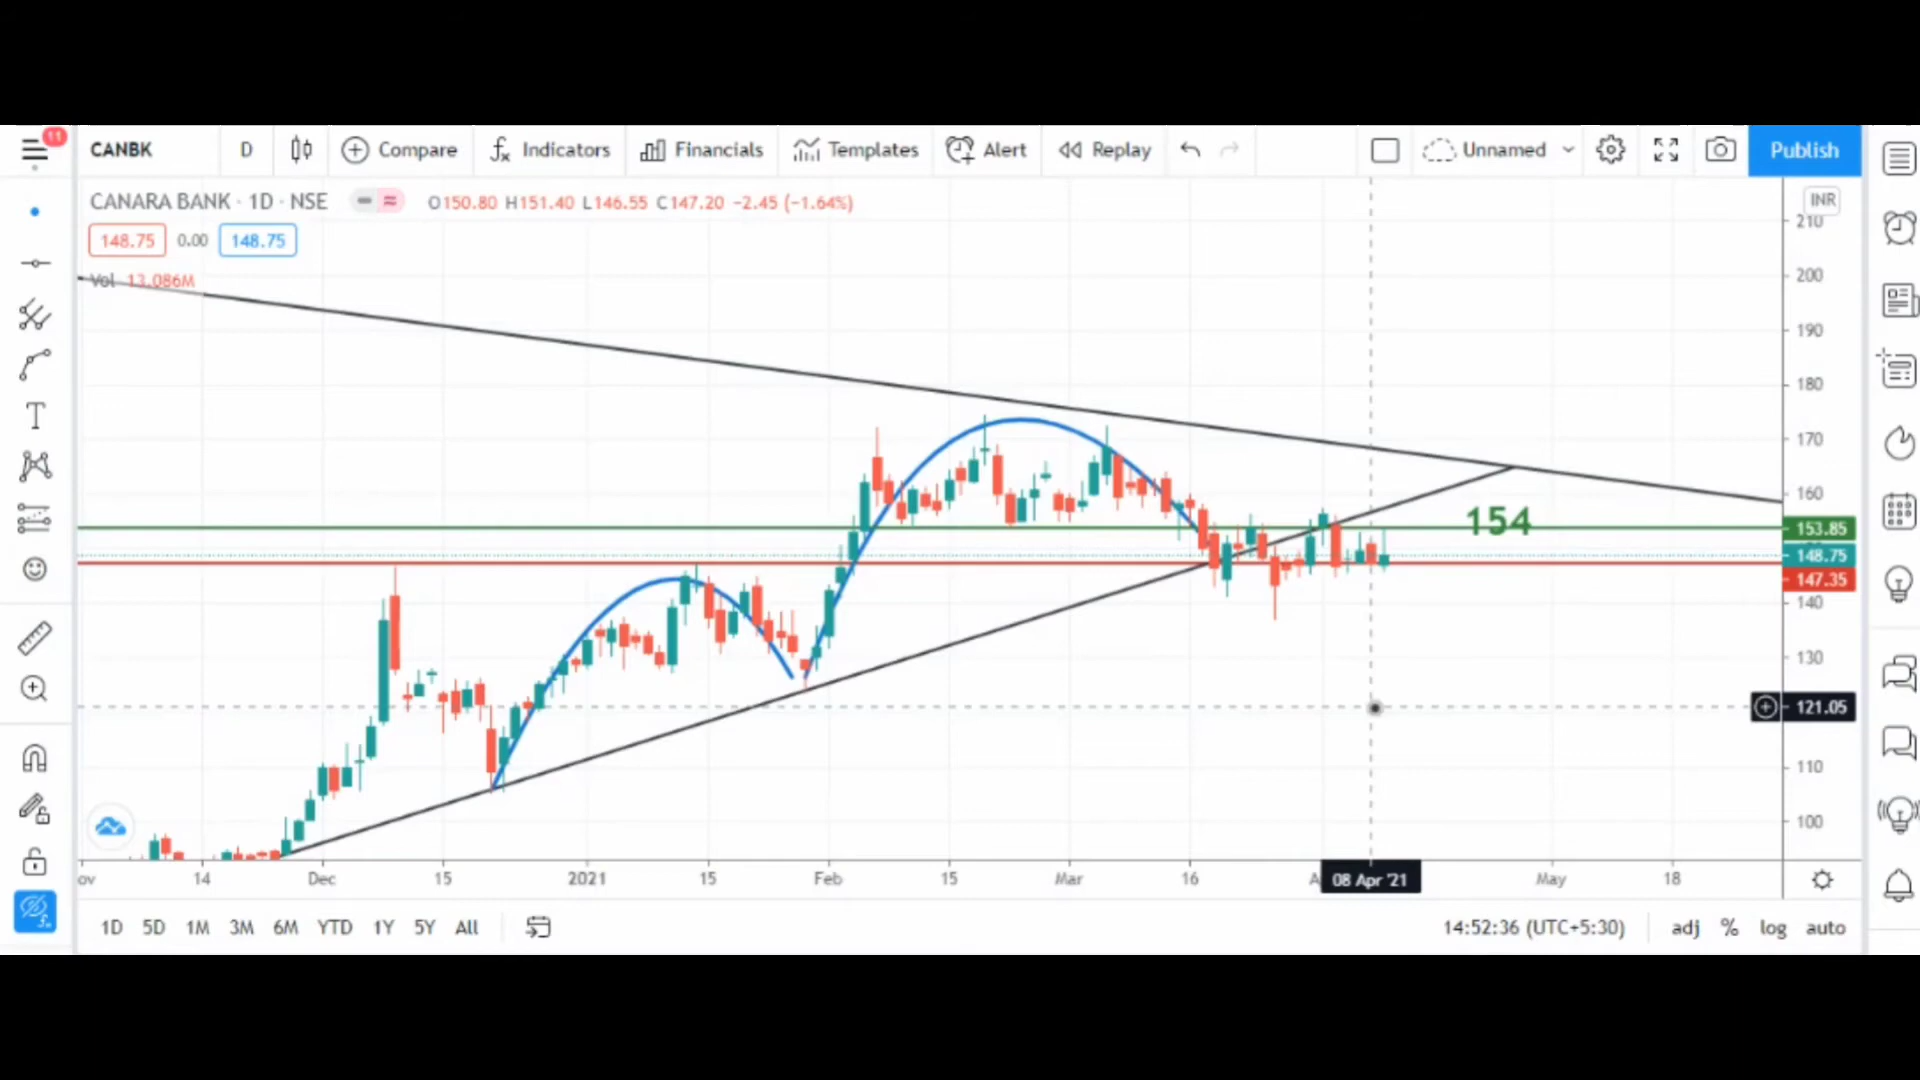 11
CANBK D Compare Indicators Financials Templates Alert Replay Unnamed Publish
CANARA BANK · 1D · NSE O150.80 H151.40 L146.55 C147.20 −2.45 (−1.64%)
INR
210
148.75 0.00 148.75
Vol 13.086M
200
190
180
170
160
154
153.85
148.75
147.35
140
130
121.05
110
100
ov 14 Dec 15 2021 15 Feb 15 Mar 16 A 08 Apr '21 May 18
1D 5D 1M 3M 6M YTD 1Y 5Y All 14:52:36 (UTC+5:30) adj % log auto